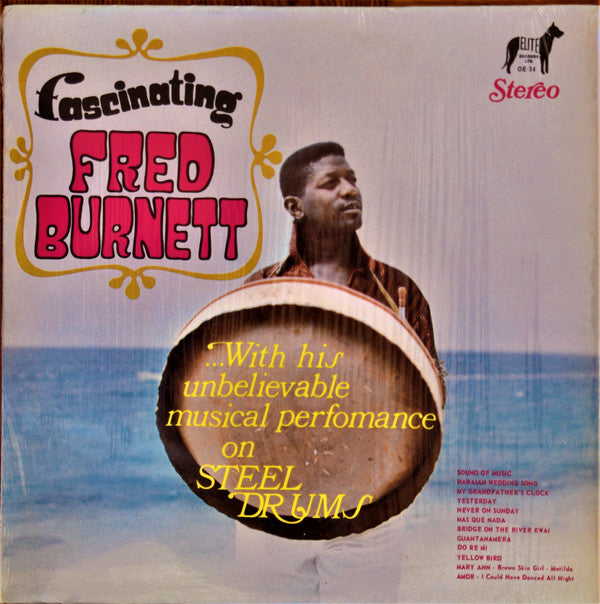 Fascinating
FRED
BURNETT
ELITE
RECORDS
LTD.
OE-34
Stereo
...With his
unbelievable
musical perfomance
on
STEEL
DRUMS
SOUND OF MUSIC
HAWAIIAN WEDDING SONG
MY GRANDFATHER'S CLOCK
YESTERDAY
NEVER ON SUNDAY
MAS QUE NADA
BRIDGE ON THE RIVER KWAI
GUANTANAMERA
DO RE MI
YELLOW BIRD
MARY ANN - Brown Skin Girl - Matilda
AMOR - I Could Have Danced All Night